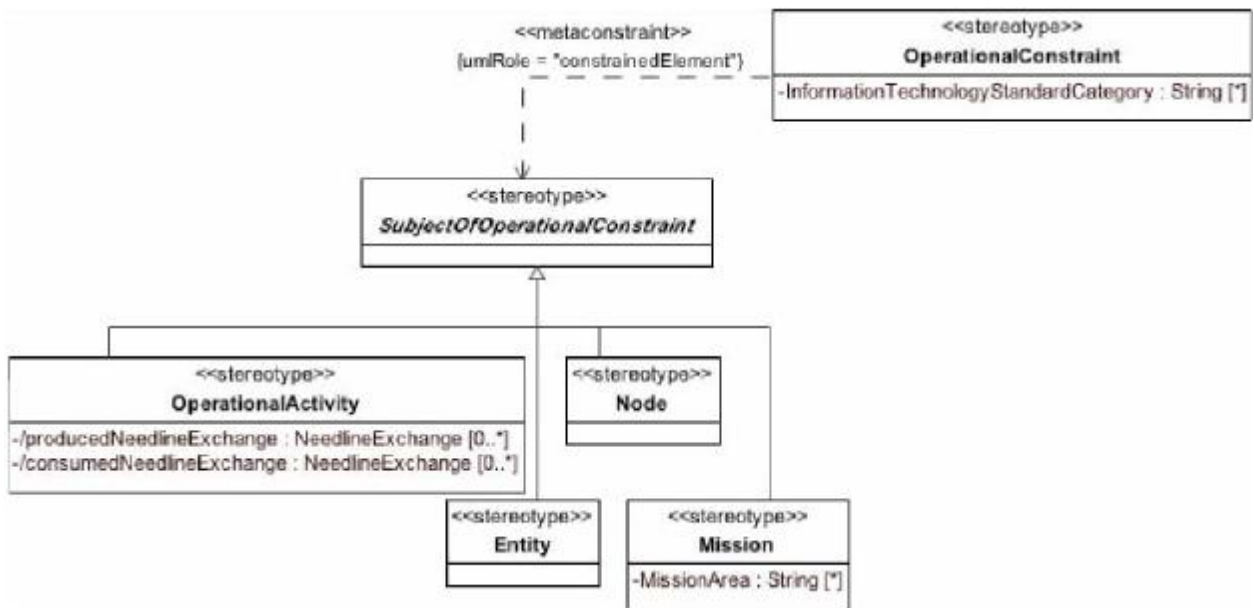 <<metaconstraint>>
{umlRole = "constrainedElement"}
<<stereotype>>
OperationalConstraint
-InformationTechnologyStandardCategory : String [*]
<<stereotype>>
SubjectOfOperationalConstraint
<<stereotype>>
OperationalActivity
-/producedNeedlineExchange : NeedlineExchange [0..*]
-/consumedNeedlineExchange : NeedlineExchange [0..*]
<<stereotype>>
Node
<<stereotype>>
Entity
<<stereotype>>
Mission
-MissionArea : String [*]